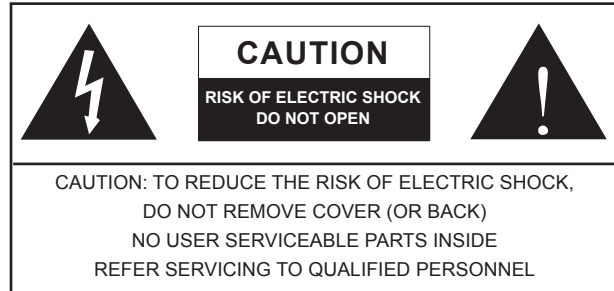 CAUTION
RISK OF ELECTRIC SHOCK
DO NOT OPEN
CAUTION: TO REDUCE THE RISK OF ELECTRIC SHOCK,
DO NOT REMOVE COVER (OR BACK)
NO USER SERVICEABLE PARTS INSIDE
REFER SERVICING TO QUALIFIED PERSONNEL